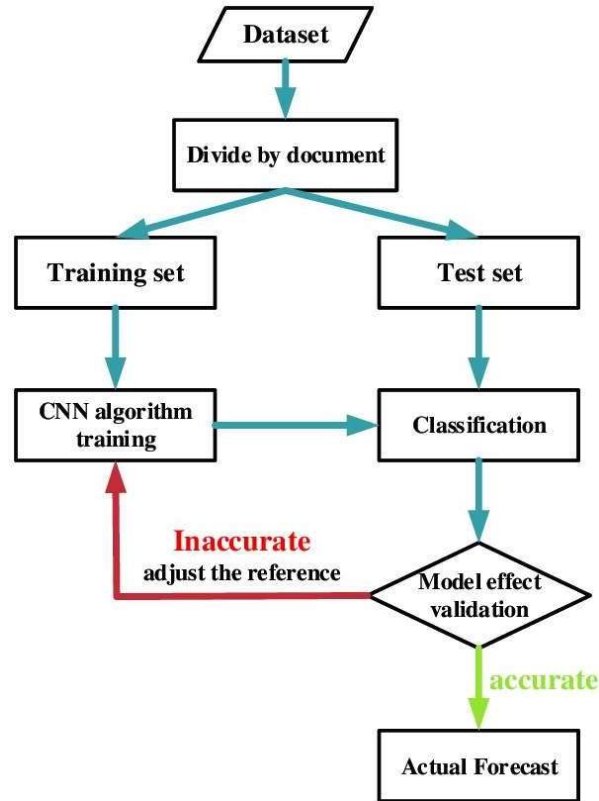 Dataset
Divide by document
Training set
Test set
CNN algorithm
training
Classification
Inaccurate
adjust the reference
Model effect
validation
accurate
Actual Forecast